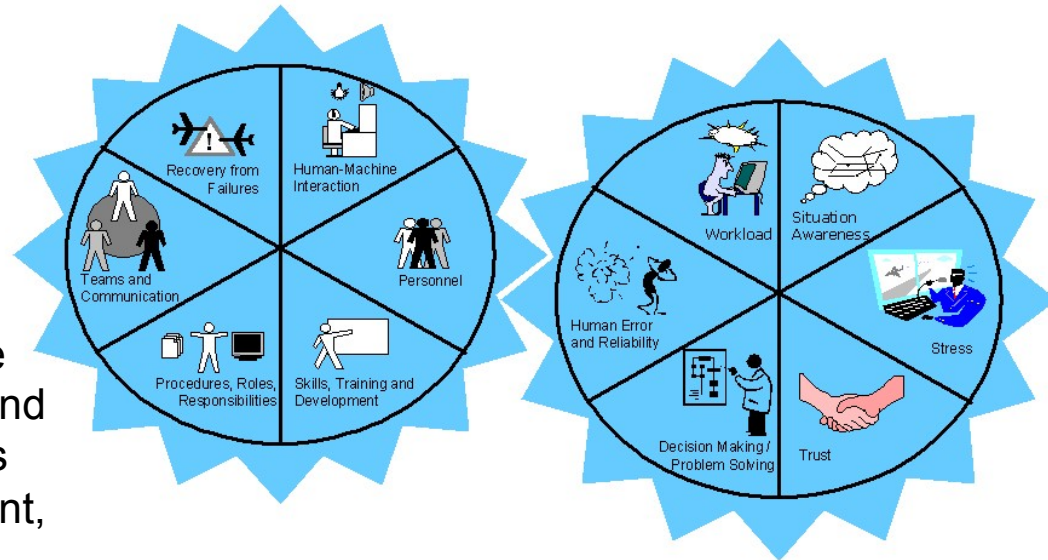 Recovery from
Failures
Human-Machine
Interaction
Teams and
Communication
Personnel
Procedures, Roles,
Responsibilities
Skills, Training and
Development
Workload
Situation
Awareness
Human Error
and Reliability
Stress
Decision Making /
Problem Solving
Trust
!